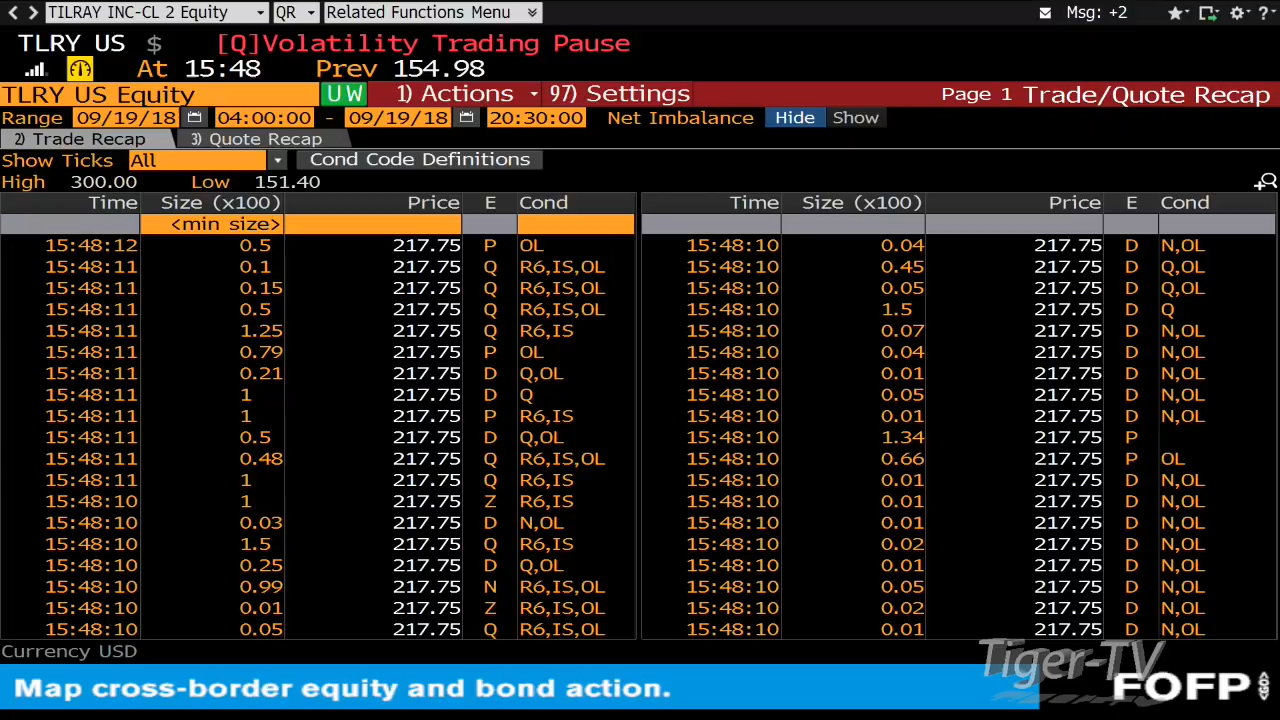 TILRAY INC-CL 2 Equity QR Related Functions Menu Msg: +2
TLRY US $ [Q]Volatility Trading Pause
At 15:48 Prev 154.98
TLRY US Equity UW 1) Actions 97) Settings Page 1 Trade/Quote Recap
Range 09/19/18 04:00:00 - 09/19/18 20:30:00 Net Imbalance Hide Show
2) Trade Recap 3) Quote Recap
Show Ticks All Cond Code Definitions
High 300.00 Low 151.40
Time Size (x100) Price E Cond Time Size (x100) Price E Cond
<min size>
15:48:12 0.5 217.75 P OL 15:48:10 0.04 217.75 D N,OL
15:48:11 0.1 217.75 Q R6,IS,OL 15:48:10 0.45 217.75 D Q,OL
15:48:11 0.15 217.75 Q R6,IS,OL 15:48:10 0.05 217.75 D Q,OL
15:48:11 0.5 217.75 Q R6,IS,OL 15:48:10 1.5 217.75 D Q
15:48:11 1.25 217.75 Q R6,IS 15:48:10 0.07 217.75 D N,OL
15:48:11 0.79 217.75 P OL 15:48:10 0.04 217.75 D N,OL
15:48:11 0.21 217.75 D Q,OL 15:48:10 0.01 217.75 D N,OL
15:48:11 1 217.75 D Q 15:48:10 0.05 217.75 D N,OL
15:48:11 1 217.75 P R6,IS 15:48:10 0.01 217.75 D N,OL
15:48:11 0.5 217.75 D Q,OL 15:48:10 1.34 217.75 P
15:48:11 0.48 217.75 Q R6,IS,OL 15:48:10 0.66 217.75 P OL
15:48:11 1 217.75 Q R6,IS 15:48:10 0.01 217.75 D N,OL
15:48:10 1 217.75 Z R6,IS 15:48:10 0.01 217.75 D N,OL
15:48:10 0.03 217.75 D N,OL 15:48:10 0.01 217.75 D N,OL
15:48:10 1.5 217.75 Q R6,IS 15:48:10 0.02 217.75 D N,OL
15:48:10 0.25 217.75 D Q,OL 15:48:10 0.01 217.75 D N,OL
15:48:10 0.99 217.75 N R6,IS,OL 15:48:10 0.05 217.75 D N,OL
15:48:10 0.01 217.75 Z R6,IS,OL 15:48:10 0.02 217.75 D N,OL
15:48:10 0.05 217.75 Q R6,IS,OL 15:48:10 0.01 217.75 D N,OL
Currency USD
Tiger-TV
Map cross-border equity and bond action. FOFP